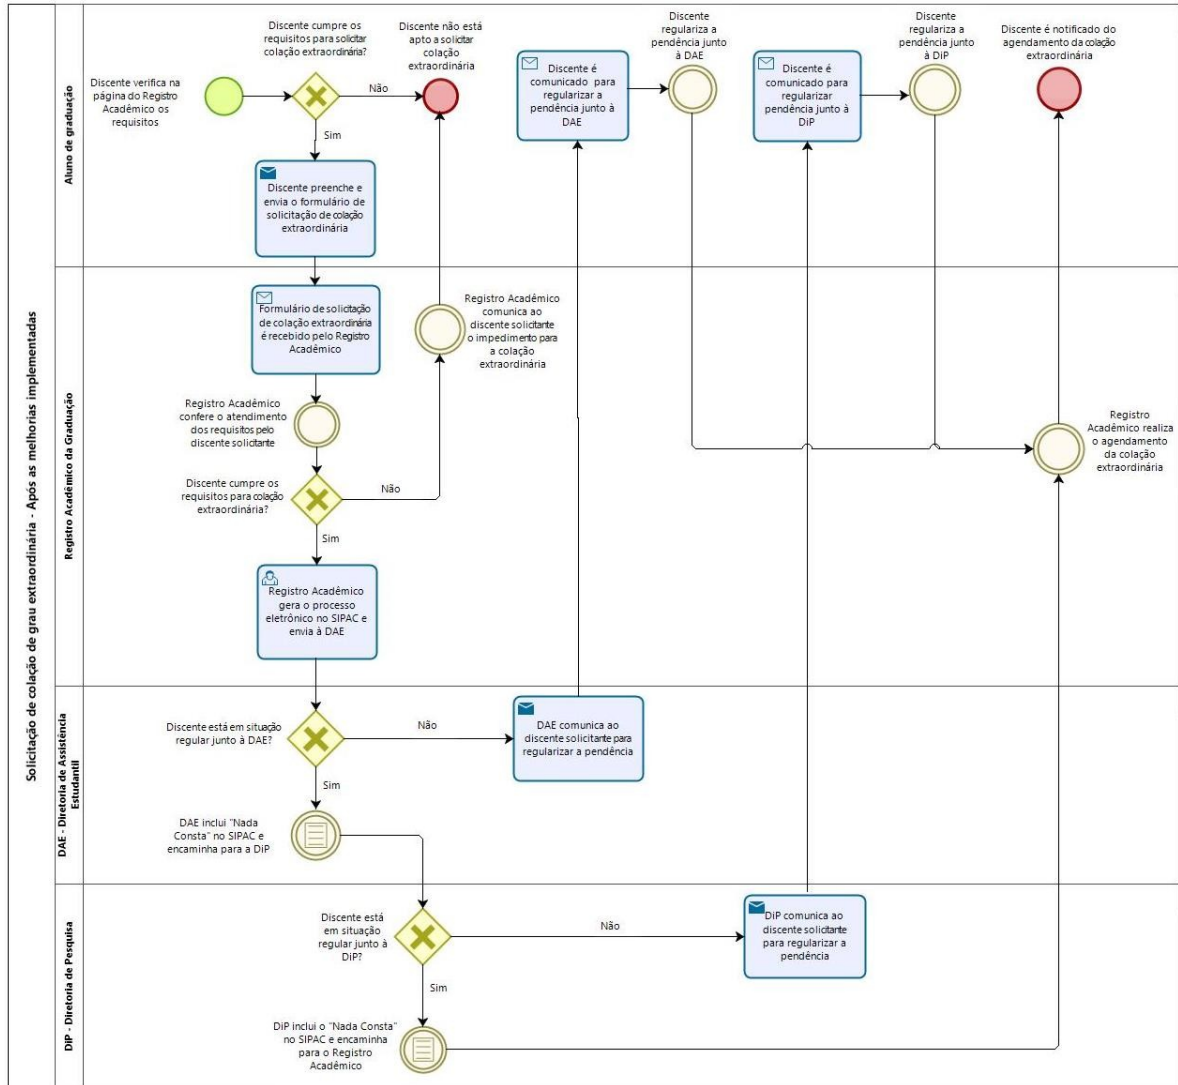 Solicitação de colação de grau extraordinária - Após as melhorias implementadas
Aluno de graduação
Discente verifica na
página do Registro
Acadêmico os
requisitos
Discente cumpre os
requisitos para solicitar
colação extraordinária?
Não
Sim
Discente não está
apto a solicitar
colação
extraordinária
Discente preenche e
envia o formulário de
solicitação de colação
extraordinária
Discente é
comunicado para
regularizar a
pendência junto à
DAE
Discente
regulariza a
pendência junto
à DAE
Discente é
comunicado para
regularizar
pendência junto à
DiP
Discente
regulariza a
pendência junto
à DiP
Discente é notificado do
agendamento da colação
extraordinária
Registro Acadêmico da Graduação
Formulário de solicitação
de colação extraordinária
é recebido pelo Registro
Acadêmico
Registro Acadêmico
comunica ao
discente solicitante
o impedimento para
a colação
extraordinária
Registro Acadêmico
confere o atendimento
dos requisitos pelo
discente solicitante
Discente cumpre os
requisitos para colação
extraordinária?
Não
Sim
Registro Acadêmico
gera o processo
eletrônico no SIPAC e
envia à DAE
Registro
Acadêmico realiza
o agendamento
da colação
extraordinária
DAE - Diretoria de Assistência
Estudantil
Discente está em situação
regular junto à DAE?
Não
Sim
DAE comunica ao
discente solicitante para
regularizar a pendência
DAE inclui "Nada
Consta" no SIPAC e
encaminha para a DiP
DIP - Diretoria de Pesquisa
Discente está
em situação
regular junto à
DiP?
Não
Sim
DiP comunica ao
discente solicitante
para regularizar a
pendência
DiP inclui o "Nada Consta"
no SIPAC e encaminha
para o Registro
Acadêmico